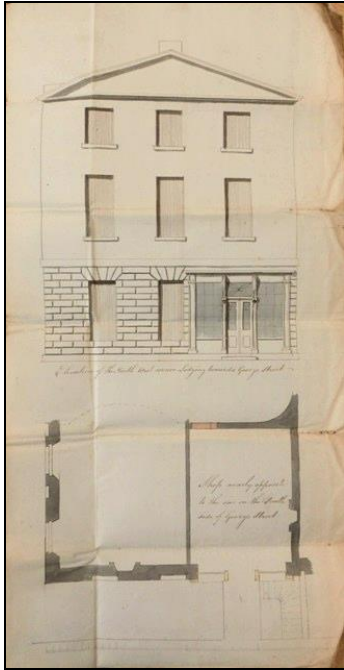 Elevation of the South West corner Lodging towards George Street
Shop nearly opposite
to the one on the South
side of George Street